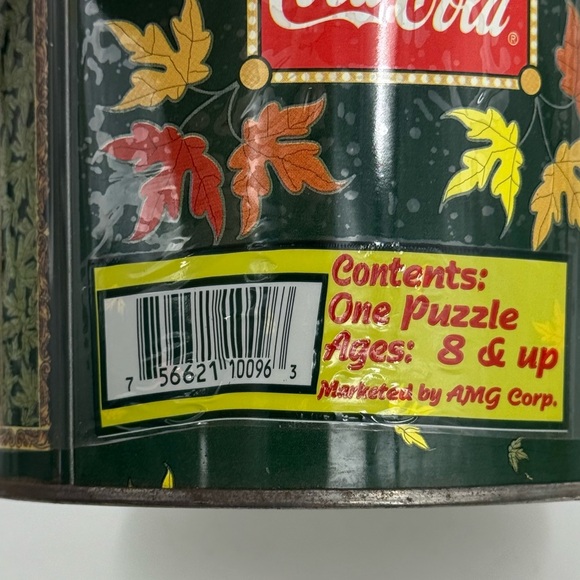 Coca-Cola ®
Contents:
One Puzzle
Ages: 8 & up
Marketed by AMG Corp.
7 56621 10096 3